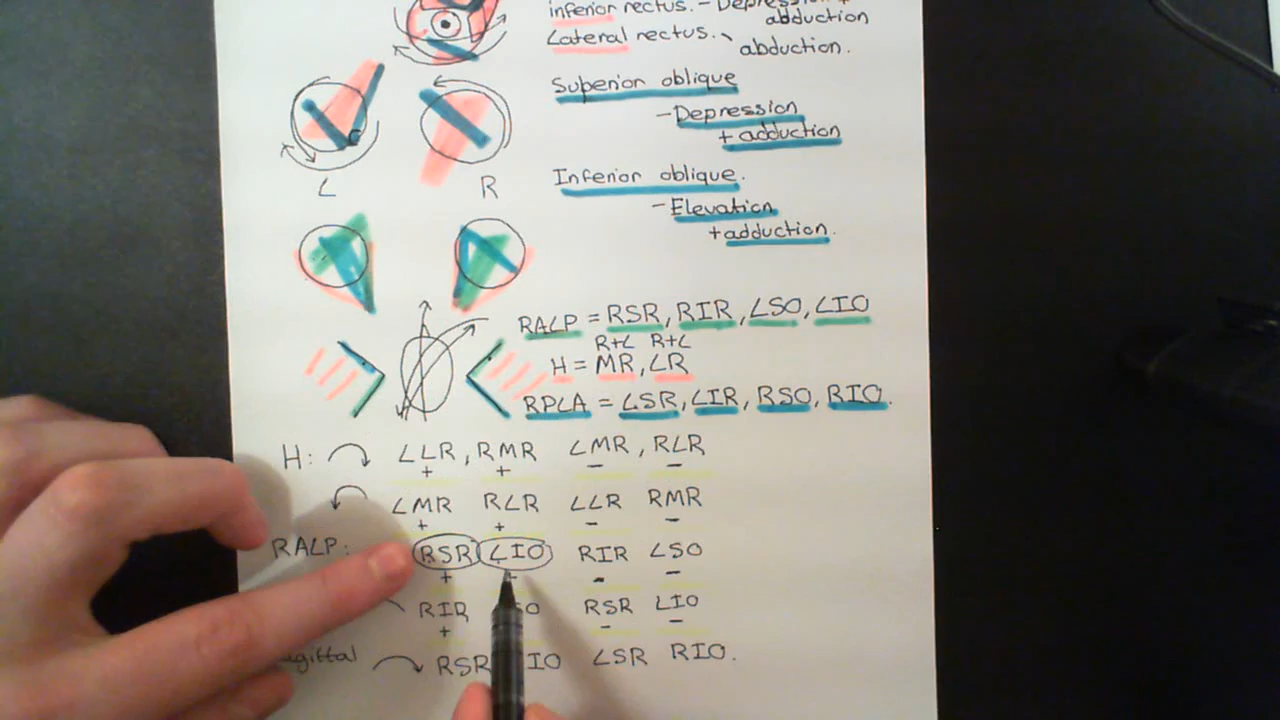 inferior rectus. - Depression +
adduction
Lateral rectus. abduction.
Superior oblique
- Depression
+ adduction
L R
Inferior oblique.
- Elevation
+ adduction.
RALP = RSR, RIR, LSO, LIO
R+L R+L
H = MR, LR
RPLA = LSR, LIR, RSO, RIO.
H: LLR, RMR LMR, RLR
+ + - -
LMR RLR LLR RMR
+ + - -
RALP: RSR LIO RIR LSO
+ + - -
RIR RSR LIO
+ - -
RSR IO LSR RIO.